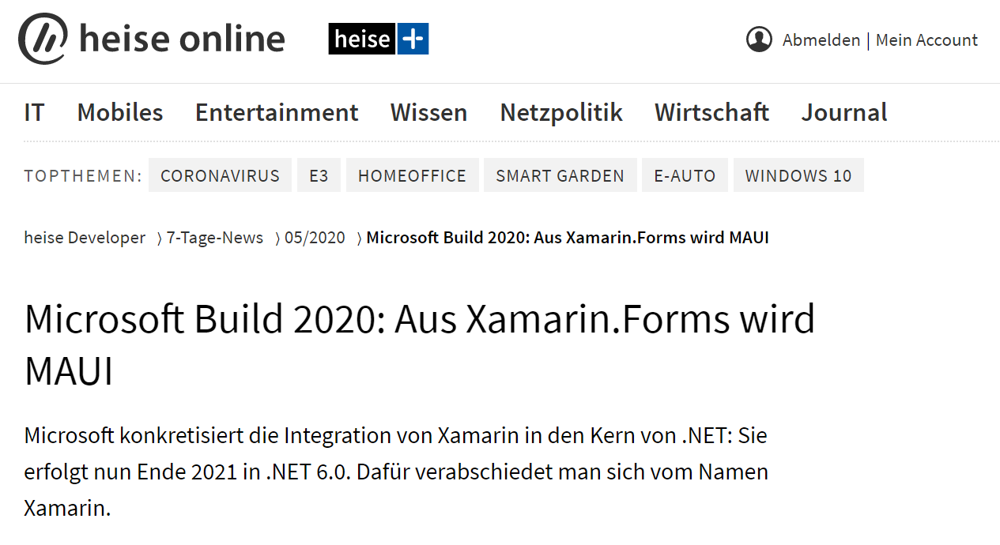 heise online heise+ Abmelden | Mein Account
IT Mobiles Entertainment Wissen Netzpolitik Wirtschaft Journal
TOPTHEMEN: CORONAVIRUS E3 HOMEOFFICE SMART GARDEN E-AUTO WINDOWS 10
heise Developer 〉 7-Tage-News 〉 05/2020 〉 Microsoft Build 2020: Aus Xamarin.Forms wird MAUI
Microsoft Build 2020: Aus Xamarin.Forms wird
MAUI
Microsoft konkretisiert die Integration von Xamarin in den Kern von .NET: Sie
erfolgt nun Ende 2021 in .NET 6.0. Dafür verabschiedet man sich vom Namen
Xamarin.